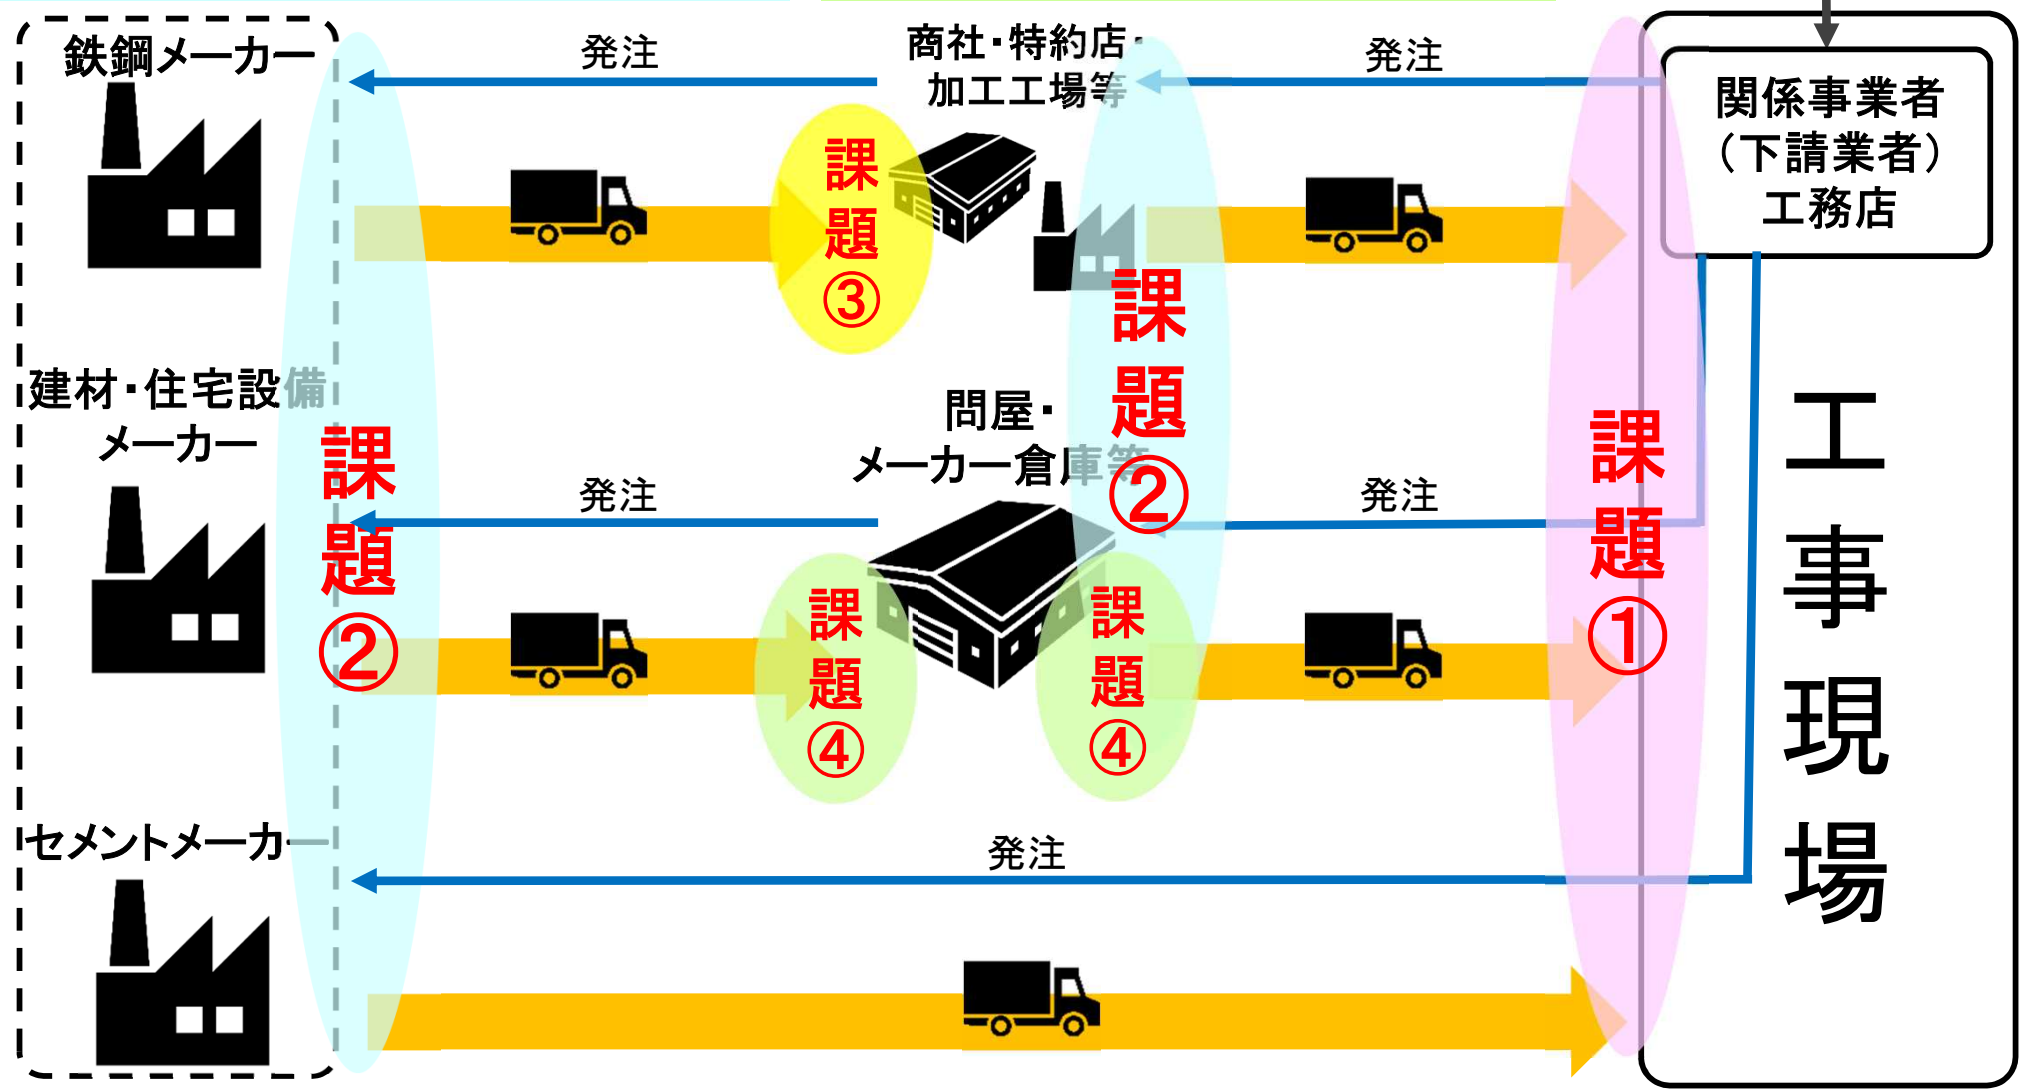 鉄鋼メーカー
発注
商社・特約店・
加工工場等
発注
関係事業者
（下請業者）
工務店
課題③
建材・住宅設備
メーカー
課題②
発注
問屋・
メーカー倉庫等
課題②
発注
課題①
課題④
課題④
工事現場
セメントメーカー
発注